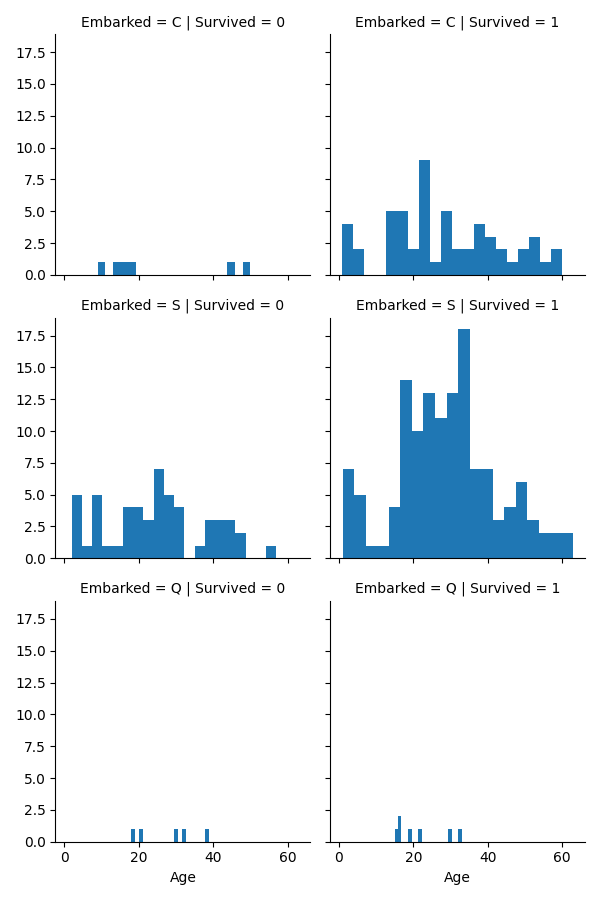 Embarked = C | Survived = 0
Embarked = C | Survived = 1
17.5
15.0
12.5
10.0
7.5
5.0
2.5
0.0
Embarked = S | Survived = 0
Embarked = S | Survived = 1
17.5
15.0
12.5
10.0
7.5
5.0
2.5
0.0
Embarked = Q | Survived = 0
Embarked = Q | Survived = 1
17.5
15.0
12.5
10.0
7.5
5.0
2.5
0.0
0 20 40 60
0 20 40 60
Age
Age